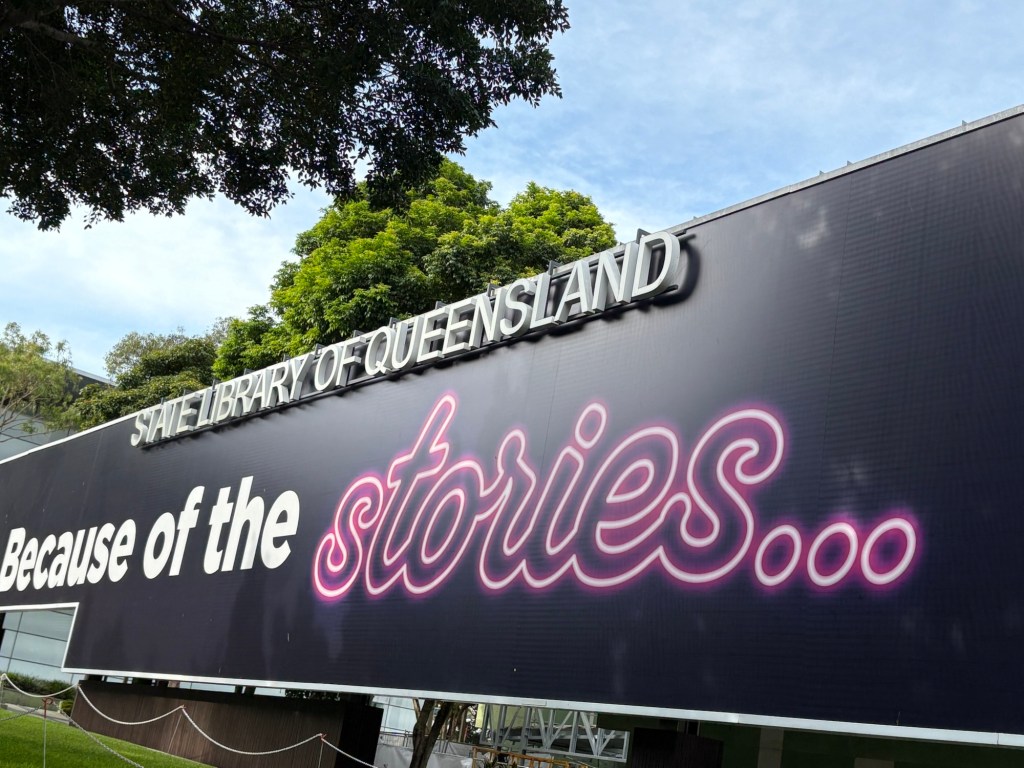 STATE LIBRARY OF QUEENSLAND
Because of the stories...